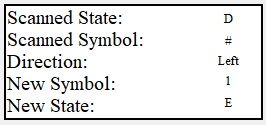 Scanned State: D
Scanned Symbol: #
Direction: Left
New Symbol: 1
New State: E